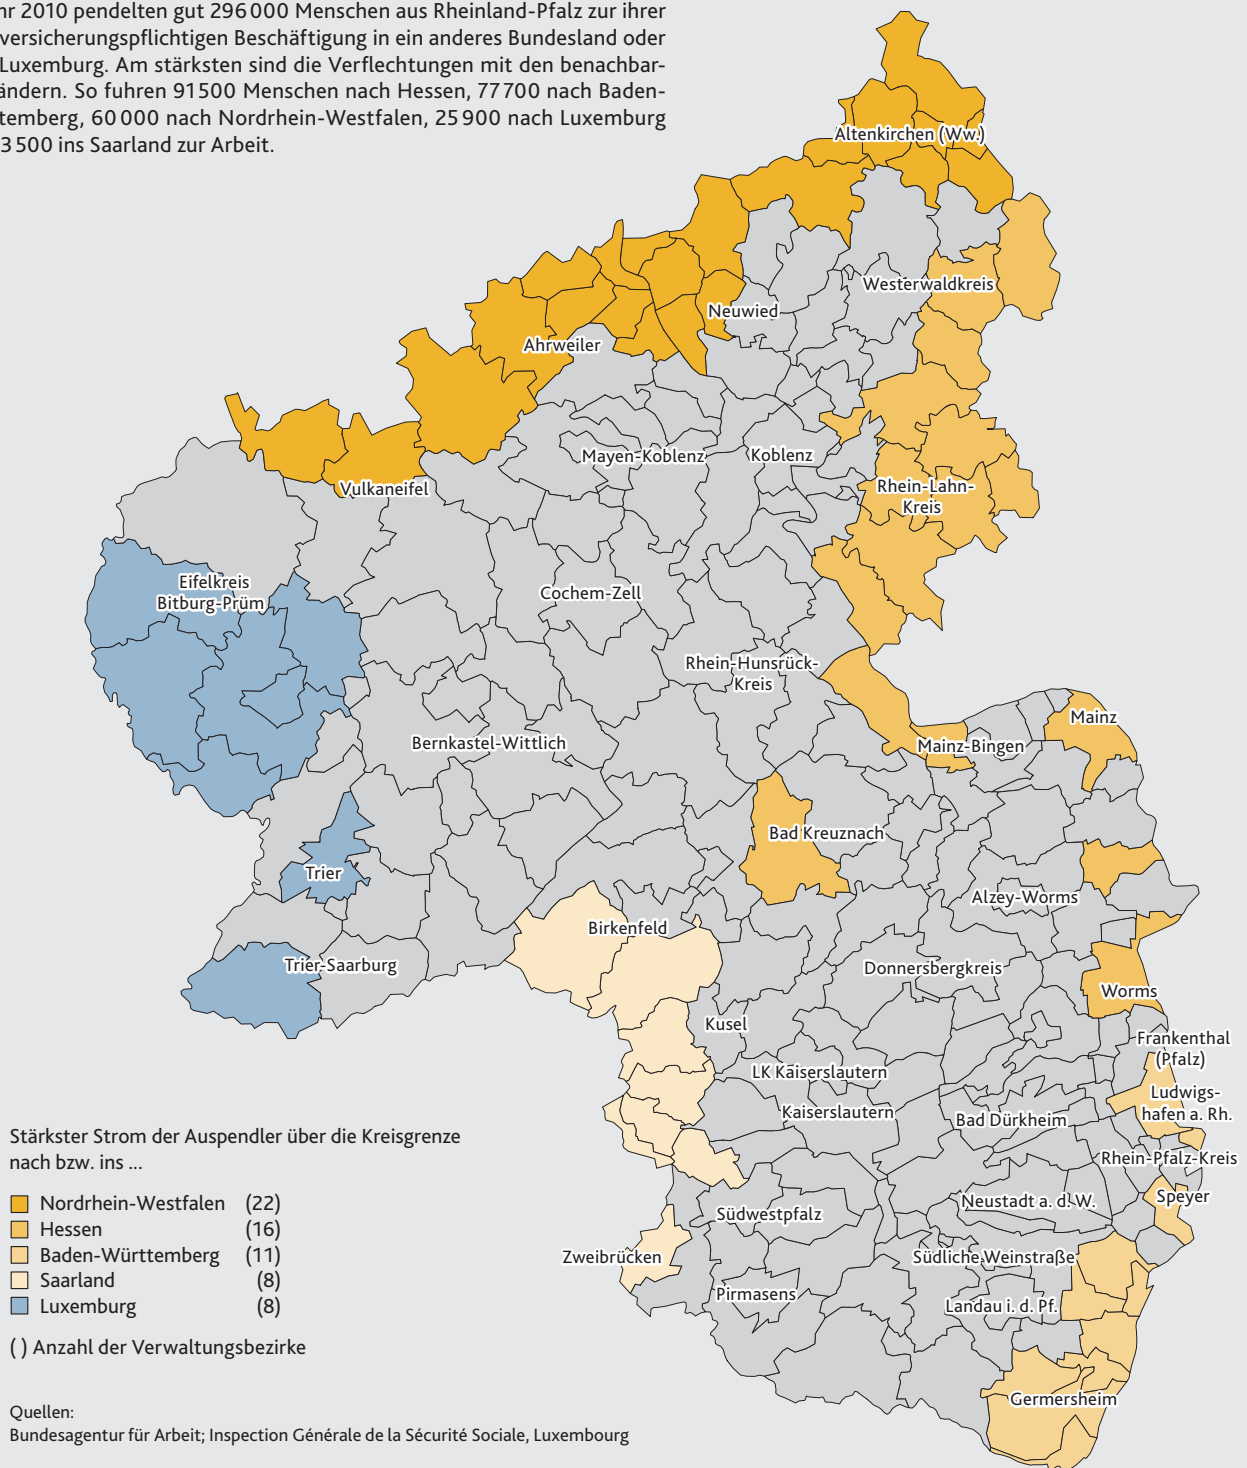 hr 2010 pendelten gut 296 000 Menschen aus Rheinland-Pfalz zur ihrer
versicherungspflichtigen Beschäftigung in ein anderes Bundesland oder
Luxemburg. Am stärksten sind die Verflechtungen mit den benachbar-
ändern. So fuhren 91 500 Menschen nach Hessen, 77 700 nach Baden-
temberg, 60 000 nach Nordrhein-Westfalen, 25 900 nach Luxemburg
3 500 ins Saarland zur Arbeit.
Altenkirchen (Ww.)
Westerwaldkreis
Neuwied
Ahrweiler
Mayen-Koblenz
Koblenz
Vulkaneifel
Rhein-Lahn-
Kreis
Eifelkreis
Bitburg-Prüm
Cochem-Zell
Rhein-Hunsrück-
Kreis
Mainz
Bernkastel-Wittlich
Mainz-Bingen
Bad Kreuznach
Trier
Alzey-Worms
Birkenfeld
Trier-Saarburg
Donnersbergkreis
Worms
Kusel
Frankenthal
(Pfalz)
LK Kaiserslautern
Ludwigs-
hafen a. Rh.
Kaiserslautern
Bad Dürkheim
Rhein-Pfalz-Kreis
Neustadt a. d. W.
Speyer
Südwestpfalz
Zweibrücken
Südliche Weinstraße
Pirmasens
Landau i. d. Pf.
Germersheim
Stärkster Strom der Auspendler über die Kreisgrenze
nach bzw. ins ...
Nordrhein-Westfalen (22)
Hessen (16)
Baden-Württemberg (11)
Saarland (8)
Luxemburg (8)
( ) Anzahl der Verwaltungsbezirke
Quellen:
Bundesagentur für Arbeit; Inspection Générale de la Sécurité Sociale, Luxembourg